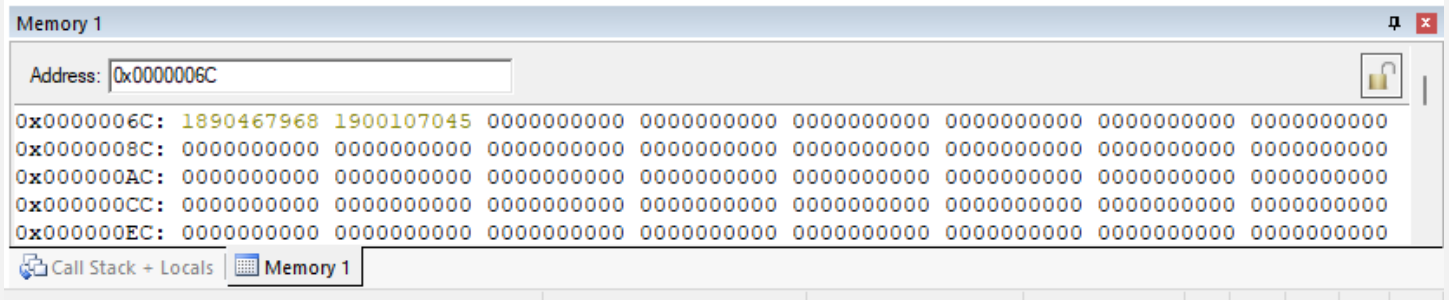 Memory 1
Address: 0x0000006C
0x0000006C: 1890467968 1900107045 0000000000 0000000000 0000000000 0000000000 0000000000 0000000000
0x0000008C: 0000000000 0000000000 0000000000 0000000000 0000000000 0000000000 0000000000 0000000000
0x000000AC: 0000000000 0000000000 0000000000 0000000000 0000000000 0000000000 0000000000 0000000000
0x000000CC: 0000000000 0000000000 0000000000 0000000000 0000000000 0000000000 0000000000 0000000000
0x000000EC: 0000000000 0000000000 0000000000 0000000000 0000000000 0000000000 0000000000 0000000000
Call Stack + Locals Memory 1